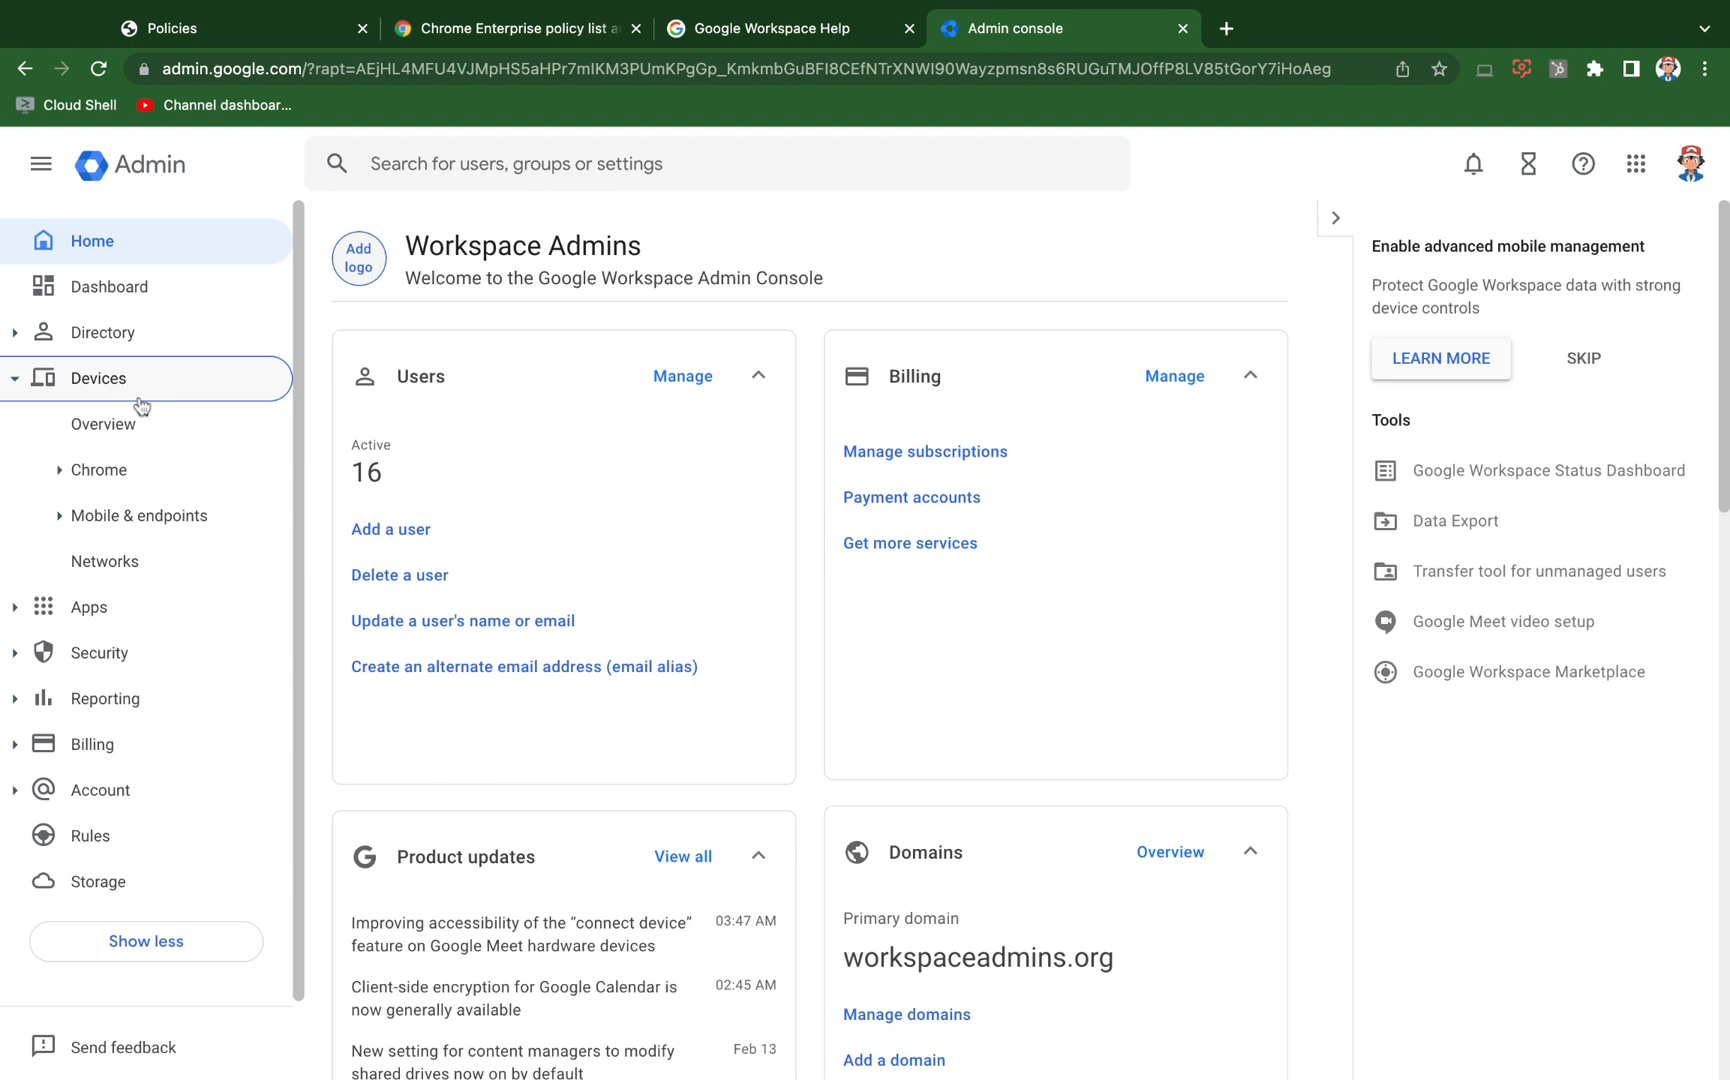 Policies
Chrome Enterprise policy list a
Google Workspace Help
Admin console
admin.google.com/?rapt=AEjHL4MFU4VJMpHS5aHPr7mIKM3PUmKPgGp_KmkmbGuBFI8CEfNTrXNWI90Wayzpmsn8s6RUGuTMJOffP8LV85tGorY7iHoAeg
Cloud Shell
Channel dashboar...
Admin
Search for users, groups or settings
Home
Dashboard
Directory
Devices
Overview
Chrome
Mobile & endpoints
Networks
Apps
Security
Reporting
Billing
Account
Rules
Storage
Show less
Send feedback
Add
logo
Workspace Admins
Welcome to the Google Workspace Admin Console
Users
Manage
Active
16
Add a user
Delete a user
Update a user's name or email
Create an alternate email address (email alias)
Billing
Manage
Manage subscriptions
Payment accounts
Get more services
Product updates
View all
Improving accessibility of the “connect device” 03:47 AM
feature on Google Meet hardware devices
Client-side encryption for Google Calendar is 02:45 AM
now generally available
New setting for content managers to modify Feb 13
shared drives now on by default
Domains
Overview
Primary domain
workspaceadmins.org
Manage domains
Add a domain
Enable advanced mobile management
Protect Google Workspace data with strong
device controls
LEARN MORE
SKIP
Tools
Google Workspace Status Dashboard
Data Export
Transfer tool for unmanaged users
Google Meet video setup
Google Workspace Marketplace